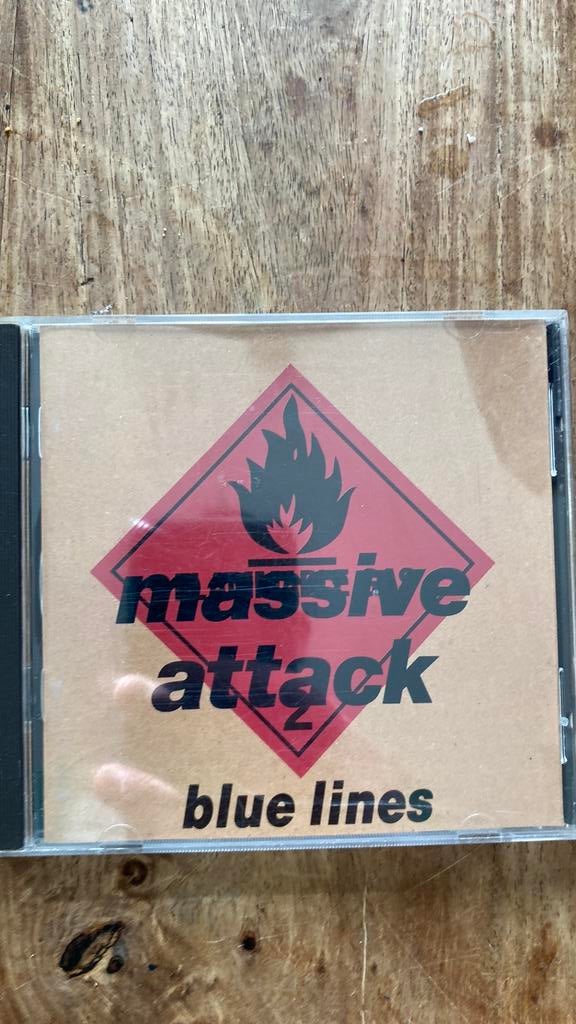 massive
attack
2
blue lines